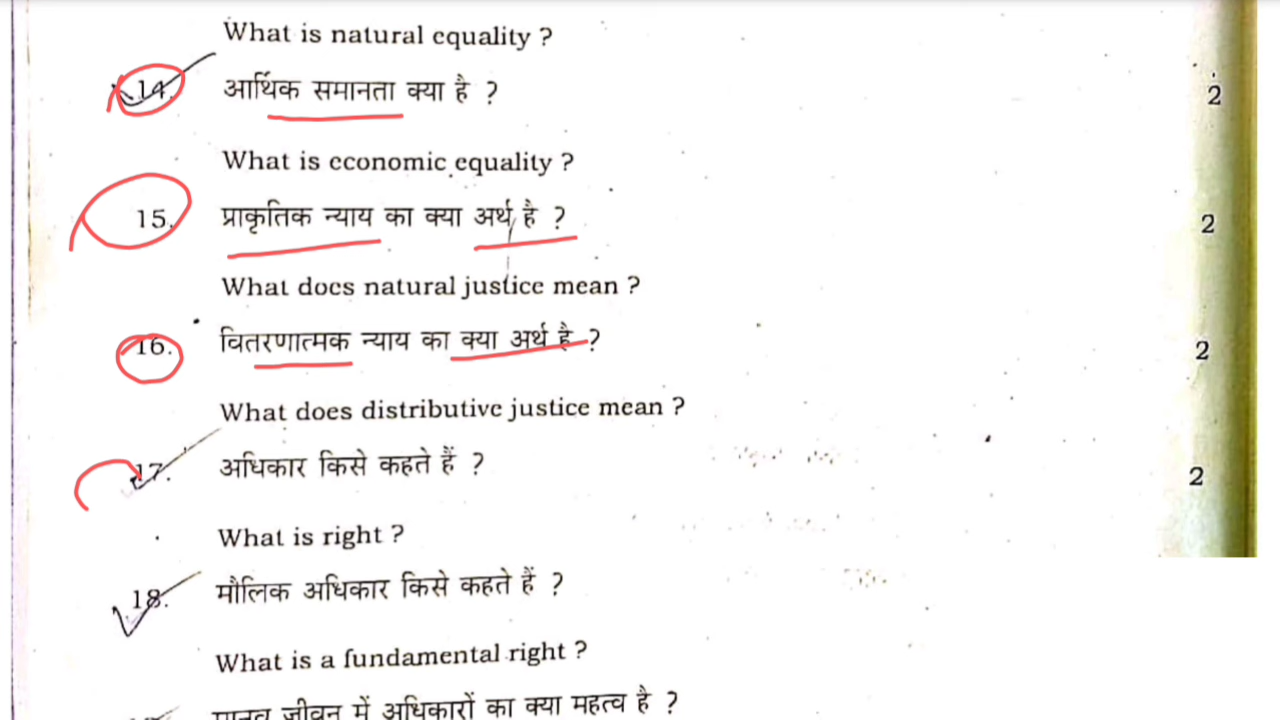 What is natural equality ?
14. आर्थिक समानता क्या है ? 2
What is economic equality ?
15. प्राकृतिक न्याय का क्या अर्थ है ? 2
What does natural justice mean ?
16. वितरणात्मक न्याय का क्या अर्थ है ? 2
What does distributive justice mean ?
17. अधिकार किसे कहते हैं ? 2
What is right ?
18. मौलिक अधिकार किसे कहते हैं ?
What is a fundamental right ?
मानव जीवन में अधिकारों का क्या महत्व है ?